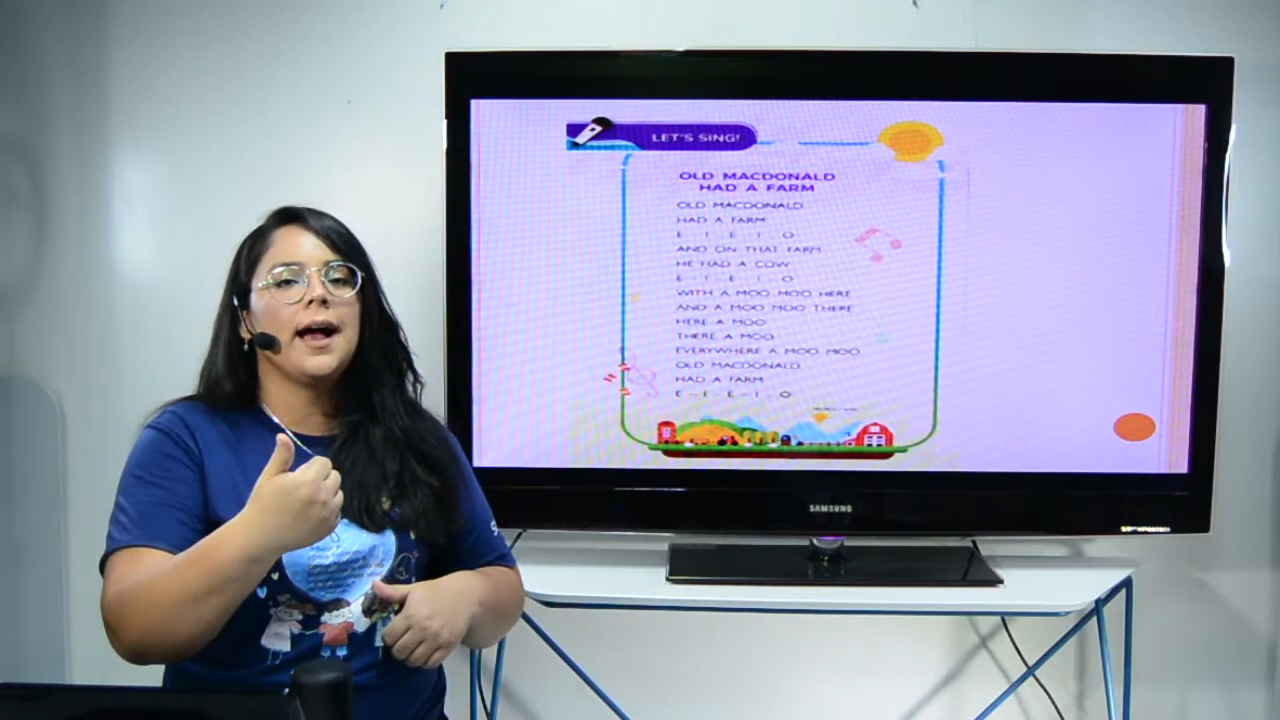 LET'S SING!
OLD MACDONALD
HAD A FARM
OLD MACDONALD
HAD A FARM
E I E I O
AND ON THAT FARM
HE HAD A COW
E - I E I - O
WITH A MOO MOO HERE
AND A MOO MOO THERE
HERE A MOO
THERE A MOO
EVERYWHERE A MOO MOO
OLD MACDONALD
HAD A FARM
E - I - E - I - O
SAMSUNG